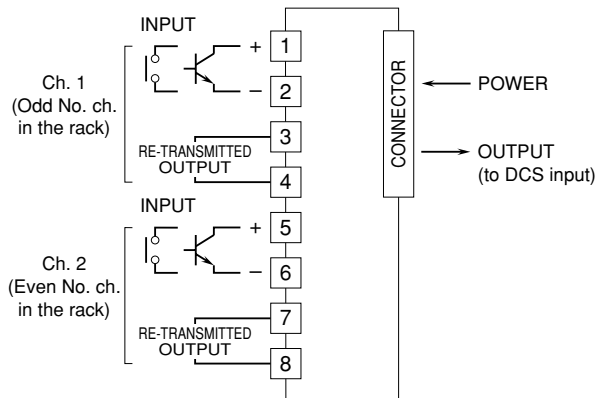 INPUT
Ch. 1
(Odd No. ch.
in the rack)
+ 1
− 2
3
RE-TRANSMITTED
OUTPUT
4
INPUT
Ch. 2
(Even No. ch.
in the rack)
+ 5
− 6
7
RE-TRANSMITTED
OUTPUT
8
CONNECTOR
POWER
OUTPUT
(to DCS input)